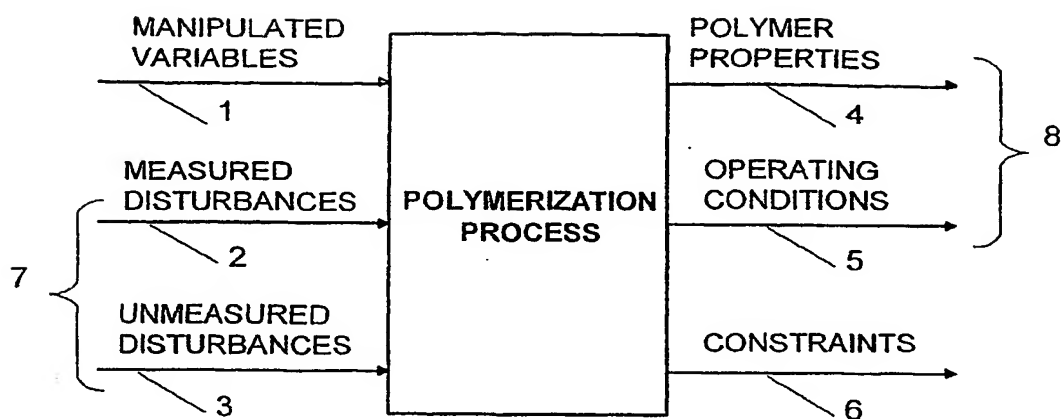 MANIPULATED
VARIABLES
1
MEASURED
DISTURBANCES
2
7
UNMEASURED
DISTURBANCES
3
POLYMERIZATION
PROCESS
POLYMER
PROPERTIES
4
8
OPERATING
CONDITIONS
5
CONSTRAINTS
6